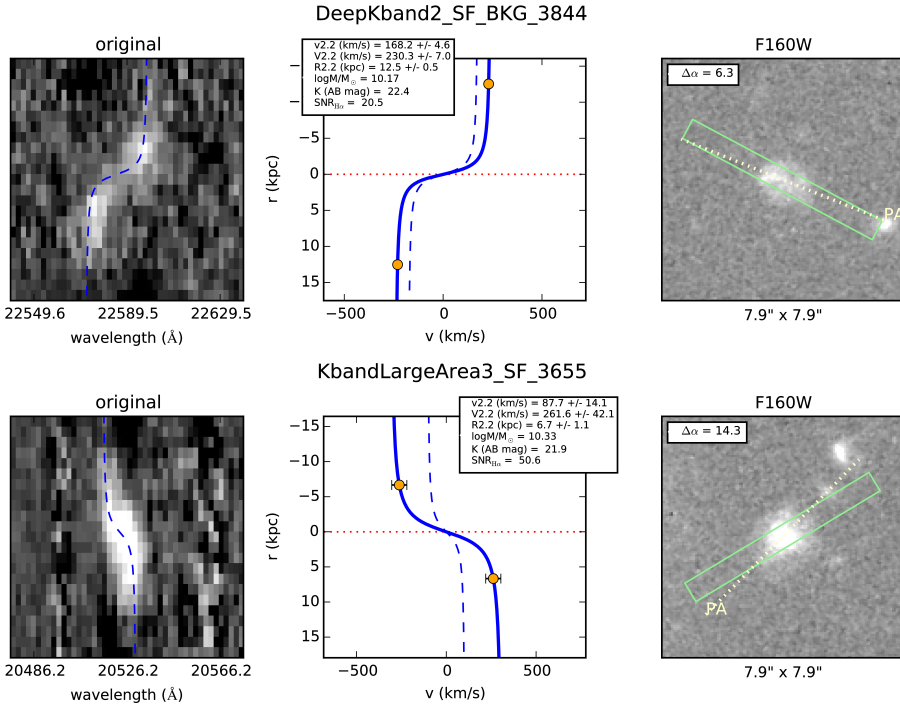 DeepKband2_SF_BKG_3844
original
F160W
v2.2 (km/s) = 168.2 +/- 4.6
V2.2 (km/s) = 230.3 +/- 7.0
R2.2 (kpc) = 12.5 +/- 0.5
logM/M☉ = 10.17
K (AB mag) = 22.4
SNR_Hα = 20.5
Δα = 6.3
PA
r (kpc)
−5
0
5
10
15
22549.6 22589.5 22629.5
wavelength (Å)
−500 0 500
v (km/s)
7.9" x 7.9"
KbandLargeArea3_SF_3655
original
F160W
v2.2 (km/s) = 87.7 +/- 14.1
V2.2 (km/s) = 261.6 +/- 42.1
R2.2 (kpc) = 6.7 +/- 1.1
logM/M☉ = 10.33
K (AB mag) = 21.9
SNR_Hα = 50.6
Δα = 14.3
PA
r (kpc)
−15
−10
−5
0
5
10
15
20486.2 20526.2 20566.2
wavelength (Å)
−500 0 500
v (km/s)
7.9" x 7.9"